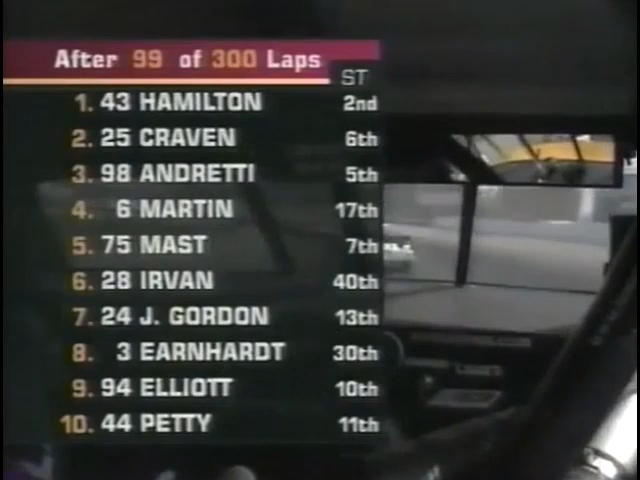 After 99 of 300 Laps
ST
1. 43 HAMILTON 2nd
2. 25 CRAVEN 6th
3. 98 ANDRETTI 5th
4. 6 MARTIN 17th
5. 75 MAST 7th
6. 28 IRVAN 40th
7. 24 J. GORDON 13th
8. 3 EARNHARDT 30th
9. 94 ELLIOTT 10th
10. 44 PETTY 11th